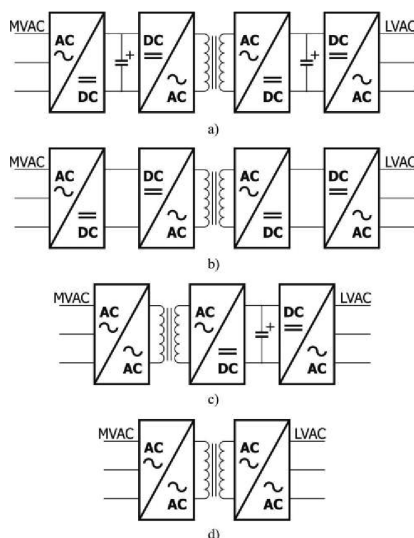 MVAC AC DC + DC AC AC DC + DC AC LVAC
a)
MVAC AC DC DC AC AC DC DC AC LVAC
b)
MVAC AC AC AC DC + DC AC LVAC
c)
MVAC AC AC AC AC LVAC
d)